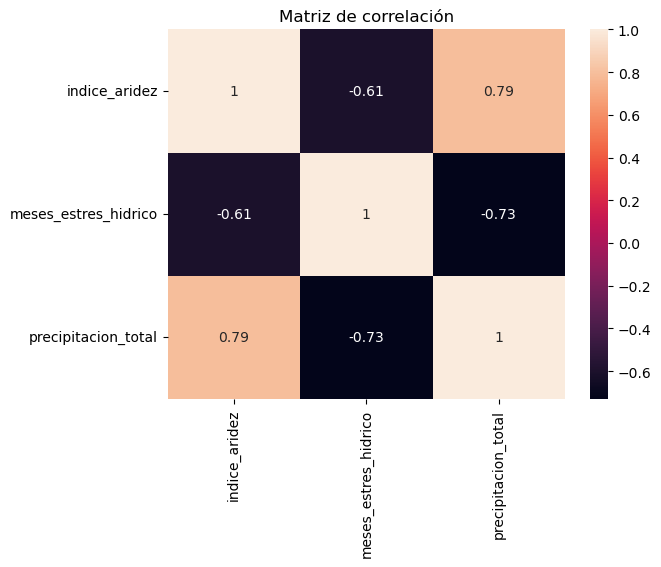 Matriz de correlación
indice_aridez
1
-0.61
0.79
meses_estres_hidrico
-0.61
1
-0.73
precipitacion_total
0.79
-0.73
1
indice_aridez
meses_estres_hidrico
precipitacion_total
1.0
0.8
0.6
0.4
0.2
0.0
−0.2
−0.4
−0.6